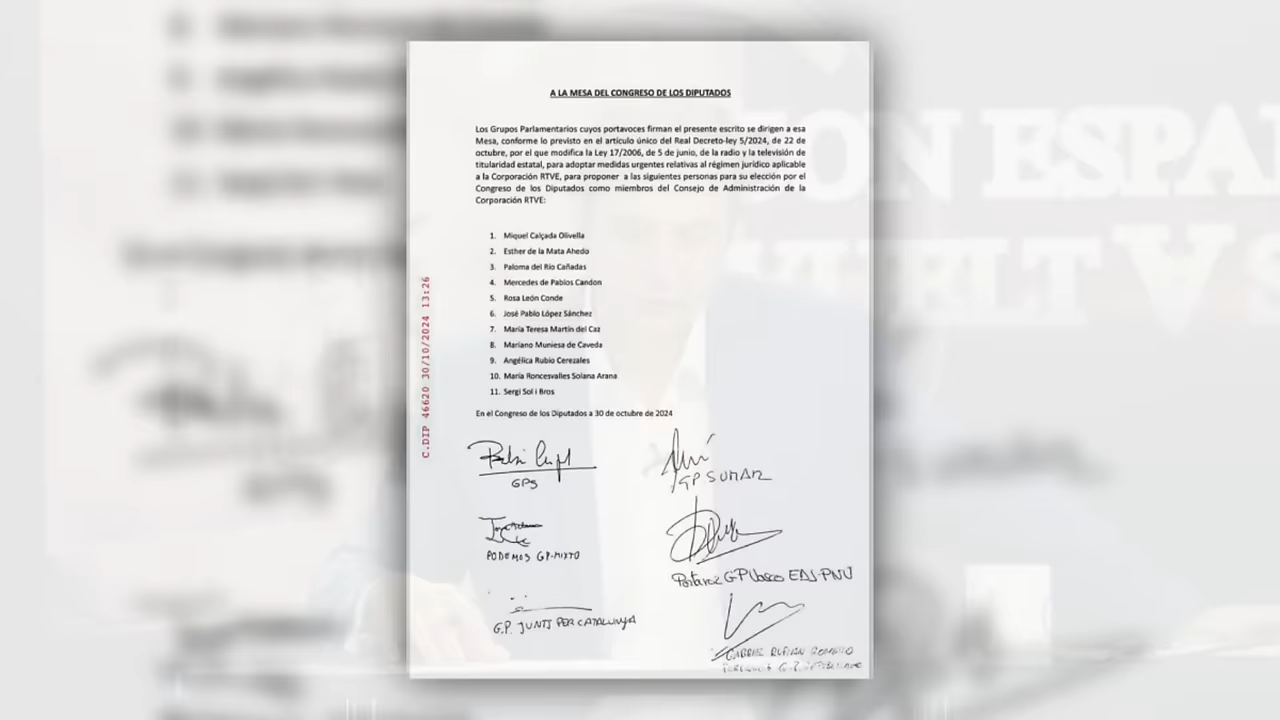 A LA MESA DEL CONGRESO DE LOS DIPUTADOS
Los Grupos Parlamentarios cuyos portavoces firman el presente escrito se dirigen a esa
Mesa, conforme lo previsto en el artículo único del Real Decreto-ley 5/2024, de 22 de
octubre, por el que modifica la Ley 17/2006, de 5 de junio, de la radio y la televisión de
titularidad estatal, para adoptar medidas urgentes relativas al régimen jurídico aplicable
a la Corporación RTVE, para proponer a las siguientes personas para su elección por el
Congreso de los Diputados como miembros del Consejo de Administración de la
Corporación RTVE:
1. Miquel Calçada Olivella
2. Esther de la Mata Ahedo
3. Paloma del Río Cañadas
4. Mercedes de Pablos Candon
5. Rosa León Conde
6. José Pablo López Sánchez
7. María Teresa Martín del Caz
8. Mariano Muniesa de Caveda
9. Angélica Rubio Cerezales
10. María Roncesvalles Solana Arana
11. Sergi Sol i Bros
En el Congreso de los Diputados a 30 de octubre de 2024
GPS
GP SUMAR
PODEMOS GP-MIXTO
Portavoz GP Vasco EAJ-PNV
G.P. JUNTS PER CATALUNYA
GABRIEL RUFIÁN ROMERO
C.DIP 46620 30/10/2024 13:26
ON ESPA